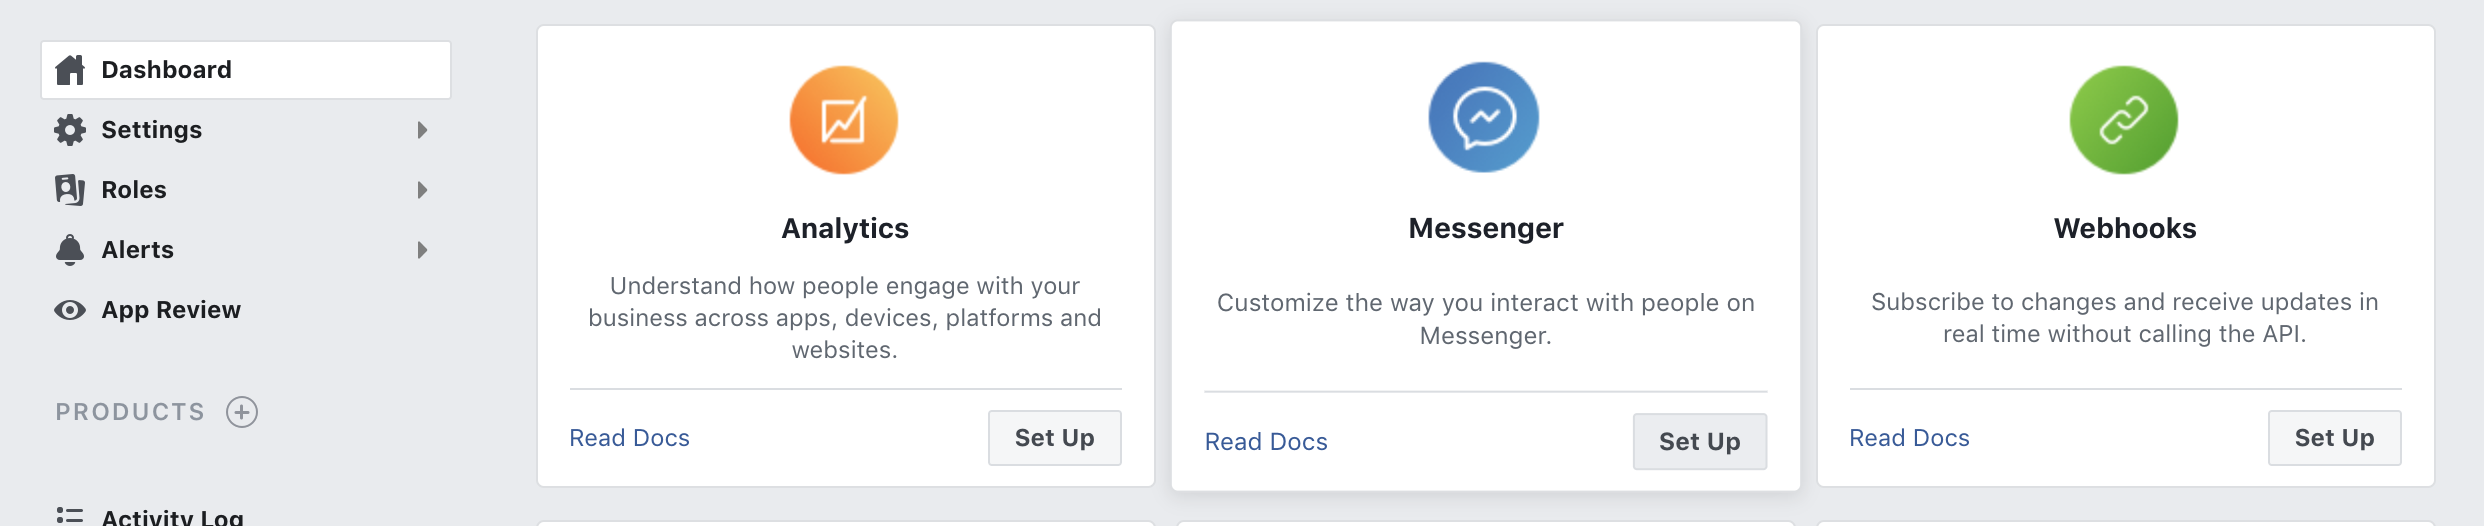 Dashboard
Settings
Roles
Alerts
App Review
PRODUCTS
Activity Log
Analytics
Understand how people engage with your
business across apps, devices, platforms and
websites.
Read Docs
Set Up
Messenger
Customize the way you interact with people on
Messenger.
Read Docs
Set Up
Webhooks
Subscribe to changes and receive updates in
real time without calling the API.
Read Docs
Set Up